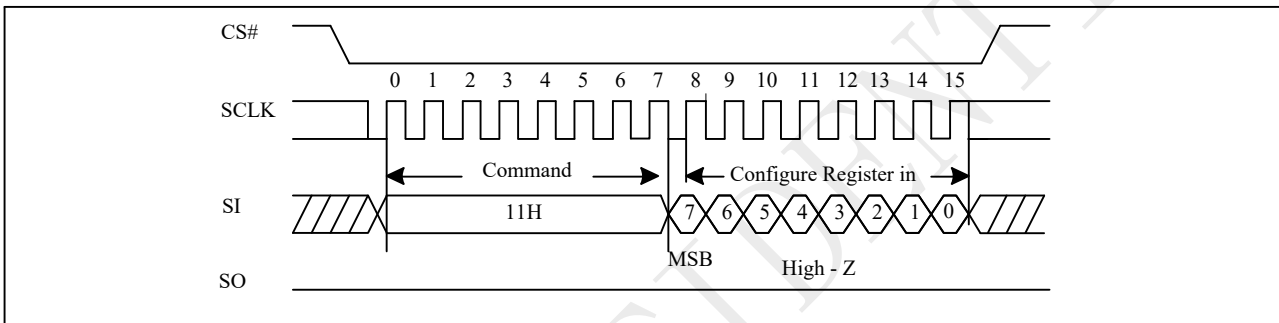 CS#
0 1 2 3 4 5 6 7 8 9 10 11 12 13 14 15
SCLK
Command Configure Register in
SI 11H 7 6 5 4 3 2 1 0
MSB High - Z
SO